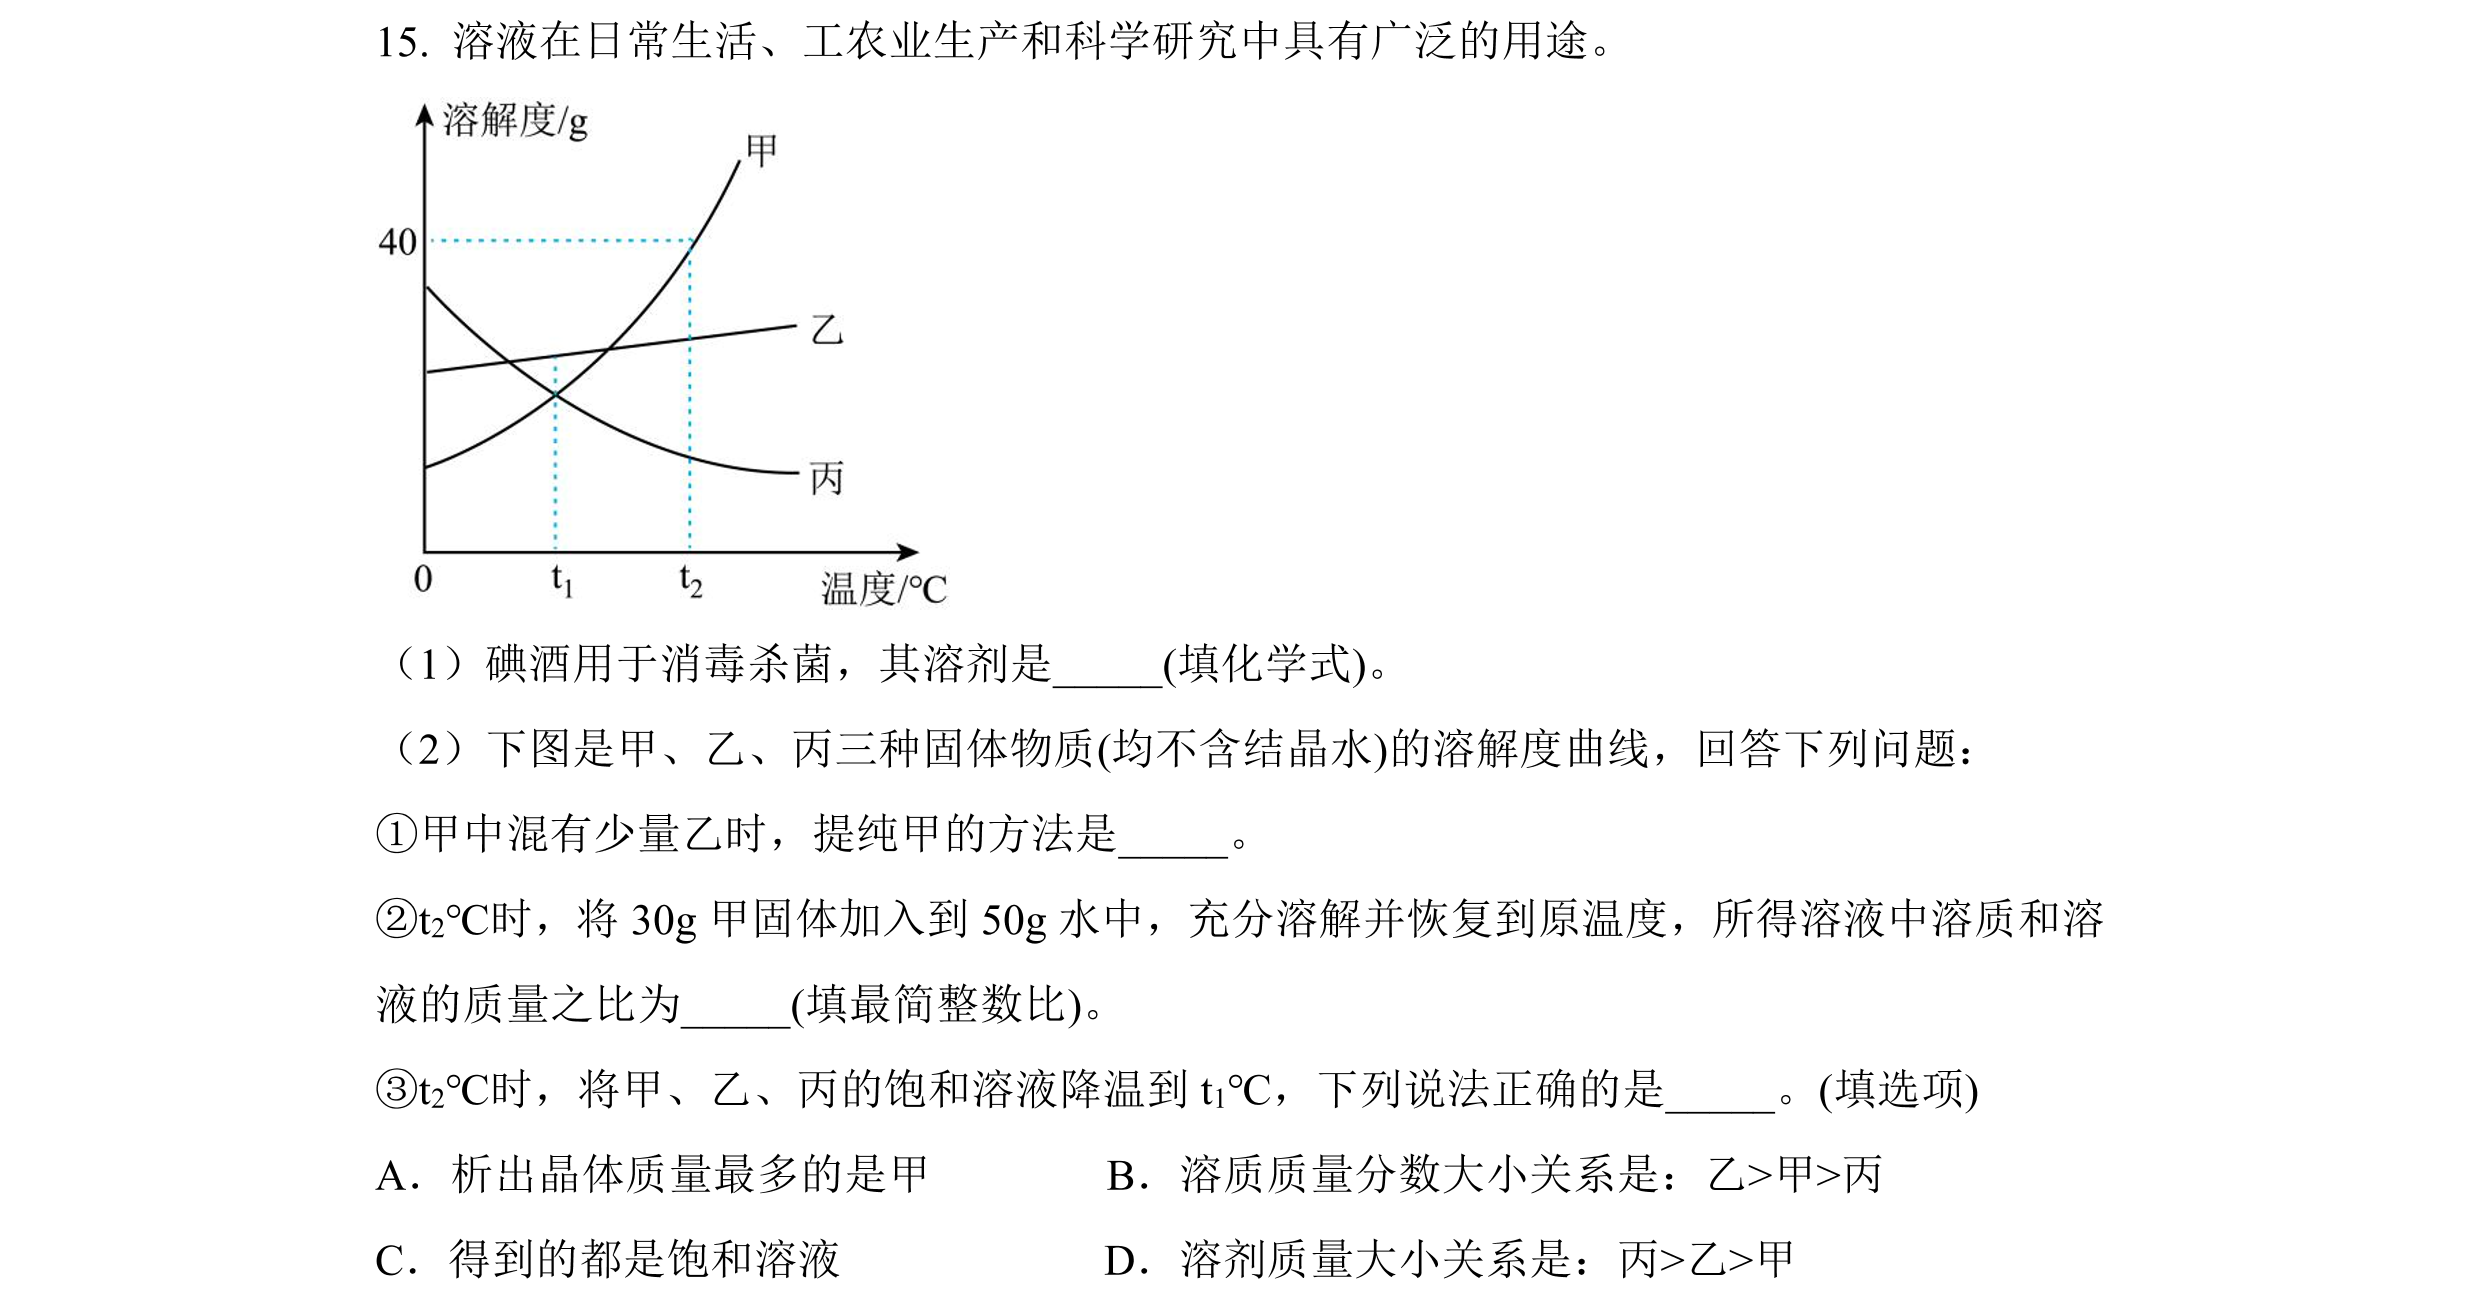 15. 溶液在日常生活、工农业生产和科学研究中具有广泛的用途。
溶解度/g
甲
40
乙
丙
0 t₁ t₂
温度/℃
（1）碘酒用于消毒杀菌，其溶剂是_____(填化学式)。
（2）下图是甲、乙、丙三种固体物质(均不含结晶水)的溶解度曲线，回答下列问题：
①甲中混有少量乙时，提纯甲的方法是_____。
②t₂℃时，将 30g 甲固体加入到 50g 水中，充分溶解并恢复到原温度，所得溶液中溶质和溶
液的质量之比为_____(填最简整数比)。
③t₂℃时，将甲、乙、丙的饱和溶液降温到 t₁℃，下列说法正确的是_____。(填选项)
A．析出晶体质量最多的是甲 B．溶质质量分数大小关系是：乙>甲>丙
C．得到的都是饱和溶液 D．溶剂质量大小关系是：丙>乙>甲